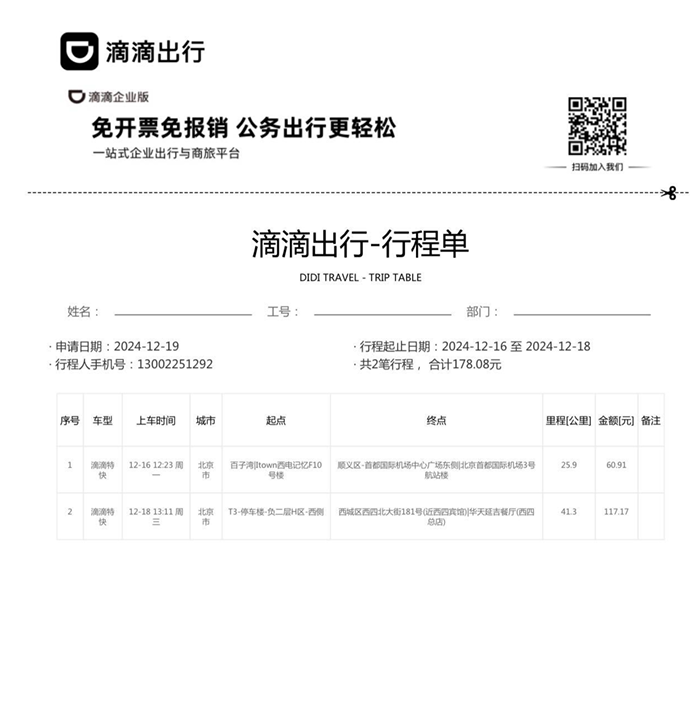 滴滴出行
滴滴企业版
免开票免报销 公务出行更轻松
一站式企业出行与商旅平台
扫码加入我们
滴滴出行-行程单
DIDI TRAVEL - TRIP TABLE
姓名： 工号： 部门：
· 申请日期：2024-12-19 · 行程起止日期：2024-12-16 至 2024-12-18
· 行程人手机号：13002251292 · 共2笔行程， 合计178.08元
序号 车型 上车时间 城市 起点 终点 里程[公里] 金额[元] 备注
1 滴滴特快 12-16 12:23 周一 北京市 百子湾|Itown西电记忆F10号楼 顺义区-首都国际机场中心广场东侧|北京首都国际机场3号航站楼 25.9 60.91
2 滴滴特快 12-18 13:11 周三 北京市 T3-停车楼-负二层H区-西侧 西城区西四北大街181号(近西四宾馆)|华天延吉餐厅(西四总店) 41.3 117.17